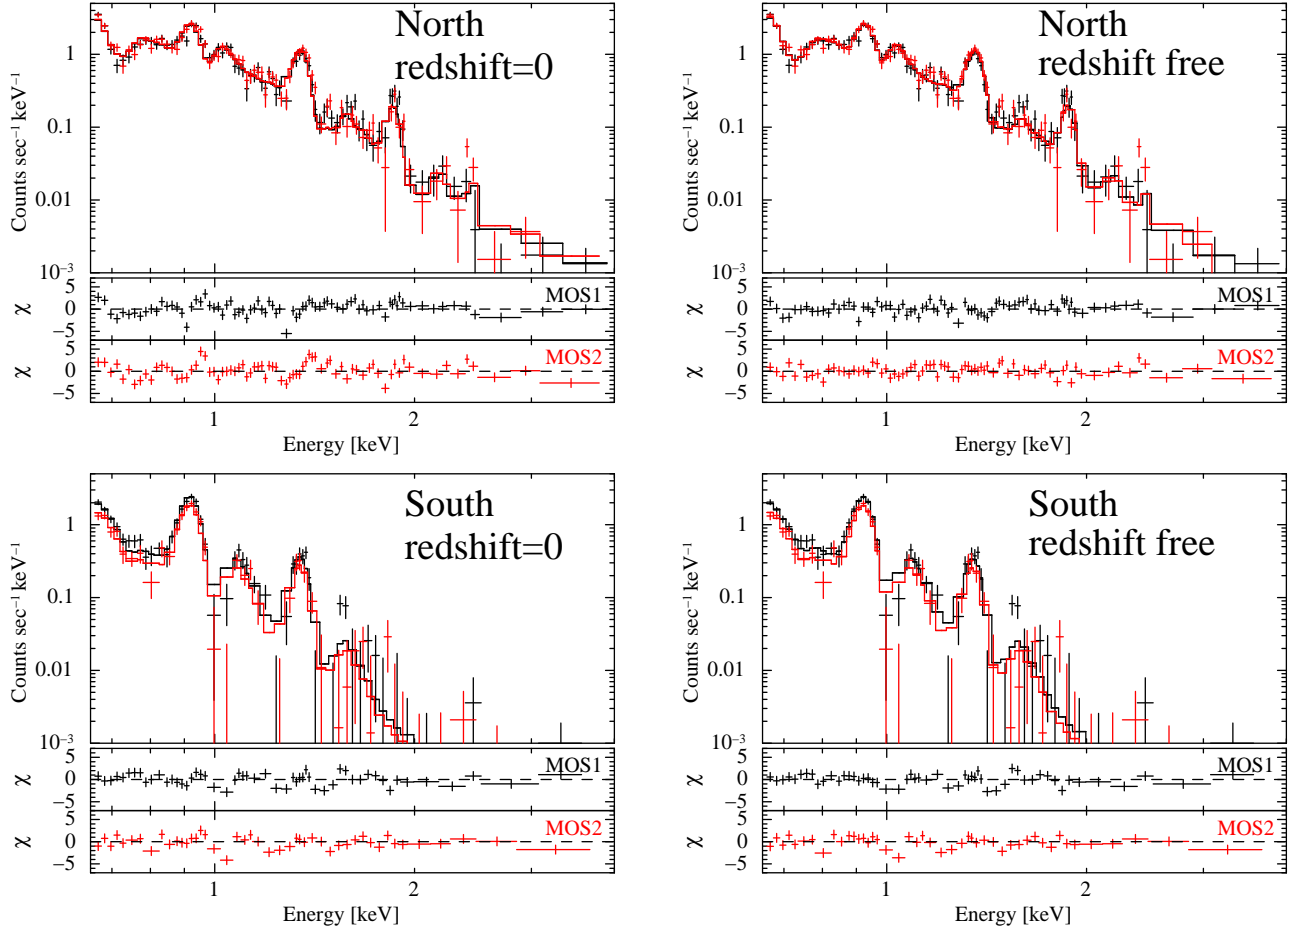 North
redshift=0
Counts sec⁻¹ keV⁻¹
1
0.1
0.01
10⁻³
χ
5
0
−5
MOS1
χ
5
0
−5
MOS2
1
2
Energy [keV]
North
redshift free
Counts sec⁻¹ keV⁻¹
1
0.1
0.01
10⁻³
χ
5
0
−5
MOS1
χ
5
0
−5
MOS2
1
2
Energy [keV]
South
redshift=0
Counts sec⁻¹ keV⁻¹
1
0.1
0.01
10⁻³
χ
5
0
−5
MOS1
χ
5
0
−5
MOS2
1
2
Energy [keV]
South
redshift free
Counts sec⁻¹ keV⁻¹
1
0.1
0.01
10⁻³
χ
5
0
−5
MOS1
χ
5
0
−5
MOS2
1
2
Energy [keV]